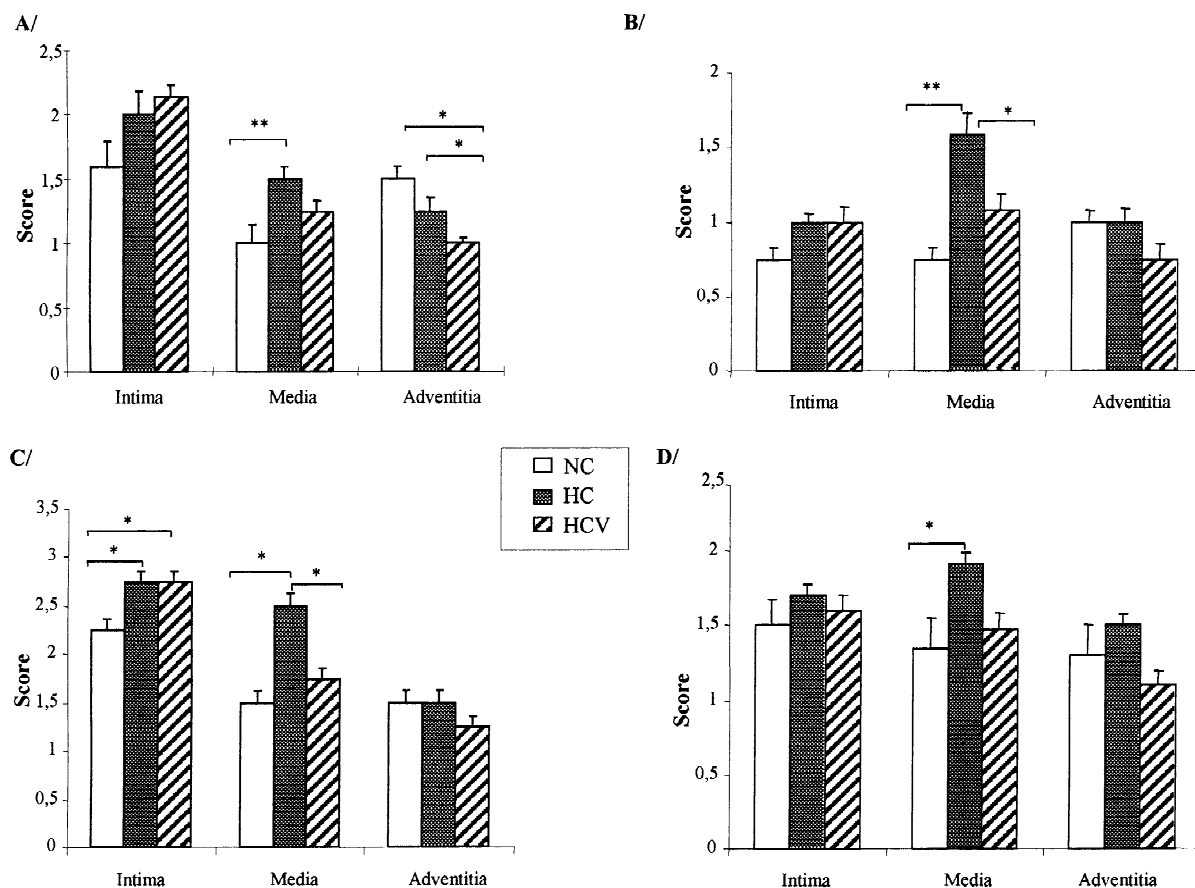 A/
2,5
2
1,5
1
0,5
0
Score
**
*
*
Intima Media Adventitia
B/
2
1,5
1
0,5
0
Score
**
*
Intima Media Adventitia
C/
3,5
3
2,5
2
1,5
1
0,5
0
Score
*
*
*
*
Intima Media Adventitia
NC
HC
HCV
D/
2,5
2
1,5
1
0,5
0
Score
*
Intima Media Adventitia